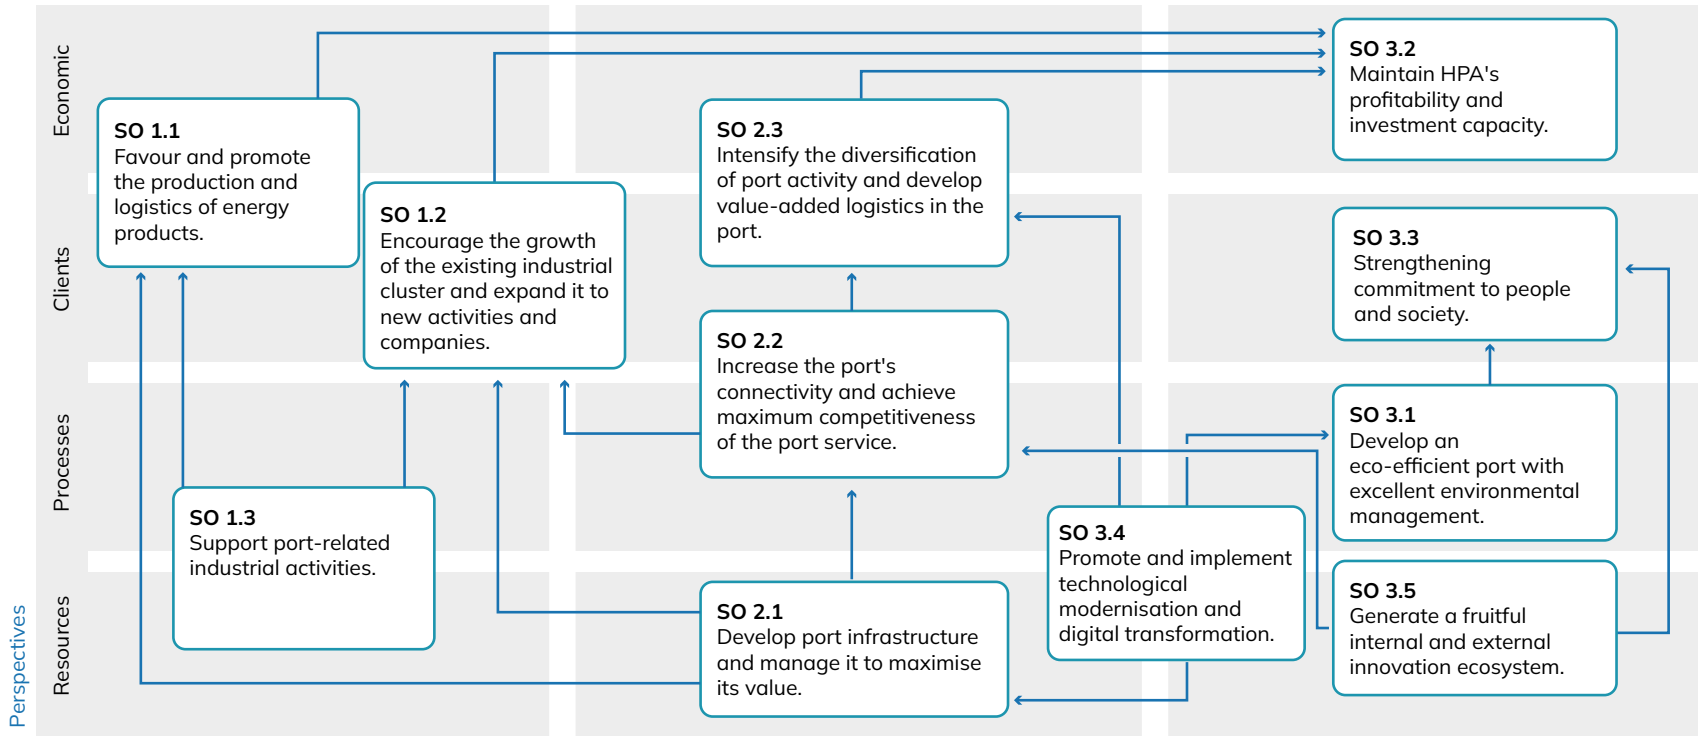 Perspectives
Economic
Clients
Processes
Resources
SO 1.1
Favour and promote
the production and
logistics of energy
products.
SO 1.2
Encourage the growth
of the existing industrial
cluster and expand it to
new activities and
companies.
SO 1.3
Support port-related
industrial activities.
SO 2.3
Intensify the diversification
of port activity and develop
value-added logistics in the
port.
SO 2.2
Increase the port's
connectivity and achieve
maximum competitiveness
of the port service.
SO 2.1
Develop port infrastructure
and manage it to maximise
its value.
SO 3.4
Promote and implement
technological
modernisation and
digital transformation.
SO 3.2
Maintain HPA's
profitability and
investment capacity.
SO 3.3
Strengthening
commitment to people
and society.
SO 3.1
Develop an
eco-efficient port with
excellent environmental
management.
SO 3.5
Generate a fruitful
internal and external
innovation ecosystem.